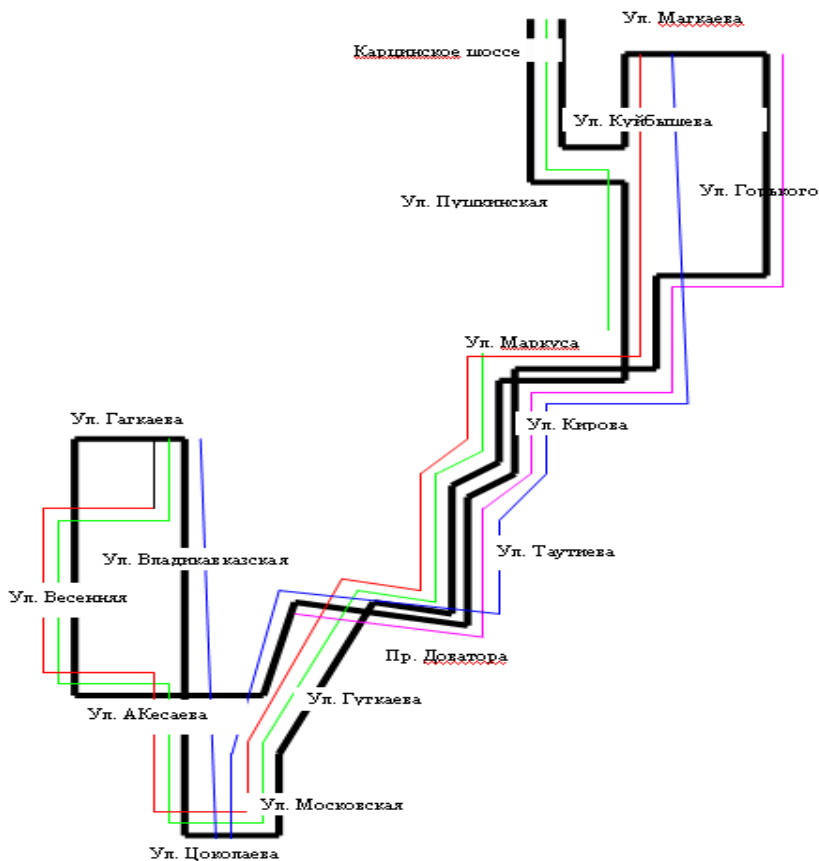 Ул. Магкаева
Карцинское шоссе
Ул. Куйбышева
Ул. Горького
Ул. Пушкинская
Ул. Маркуса
Ул. Гагкаева
Ул. Кирова
Ул. Таутиева
Ул. Владикавказская
Ул. Весенняя
Пр. Доватора
Ул. Гуткаева
Ул. АКесаева
Ул. Московская
Ул. Цоколаева